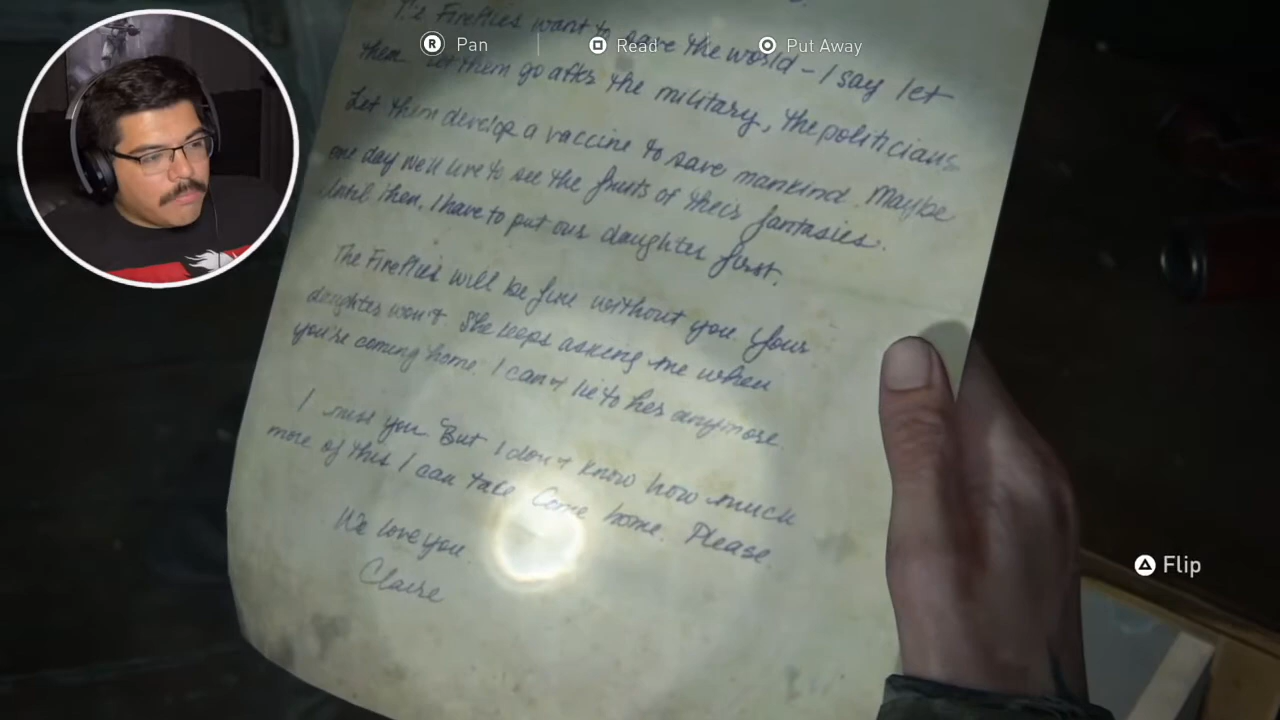 Pan
Read
Put Away
The Fireflies want to save the world – I say let
them. Let them go after the military, the politicians
Let them develop a vaccine to save mankind. Maybe
one day we'll live to see the fruits of their fantasies.
Until then, I have to put our daughter first.
The Fireflies will be fine without you. Your
daughter won't. She keeps asking me when
you're coming home. I can't lie to her anymore.
I miss you. But I don't know how much
more of this I can take. Come home. Please.
We love you.
Claire
Flip